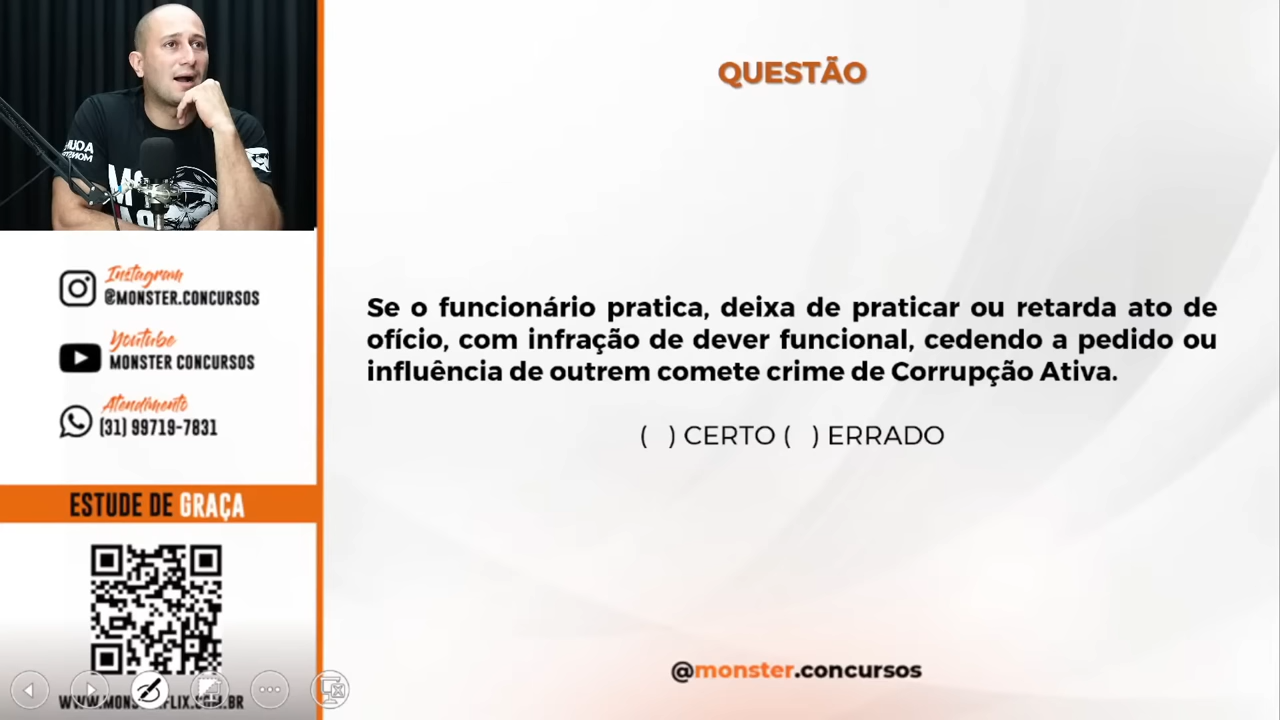 QUESTÃO
Se o funcionário pratica, deixa de praticar ou retarda ato de
ofício, com infração de dever funcional, cedendo a pedido ou
influência de outrem comete crime de Corrupção Ativa.
( ) CERTO ( ) ERRADO
@monster.concursos
Instagram
@MONSTER.CONCURSOS
Youtube
MONSTER CONCURSOS
Atendimento
(31) 99719-7831
ESTUDE DE GRAÇA